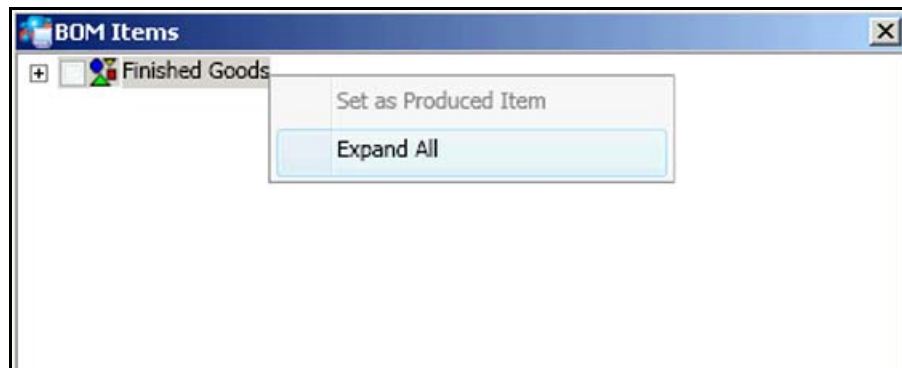 BOM Items
Finished Goods
Set as Produced Item
Expand All